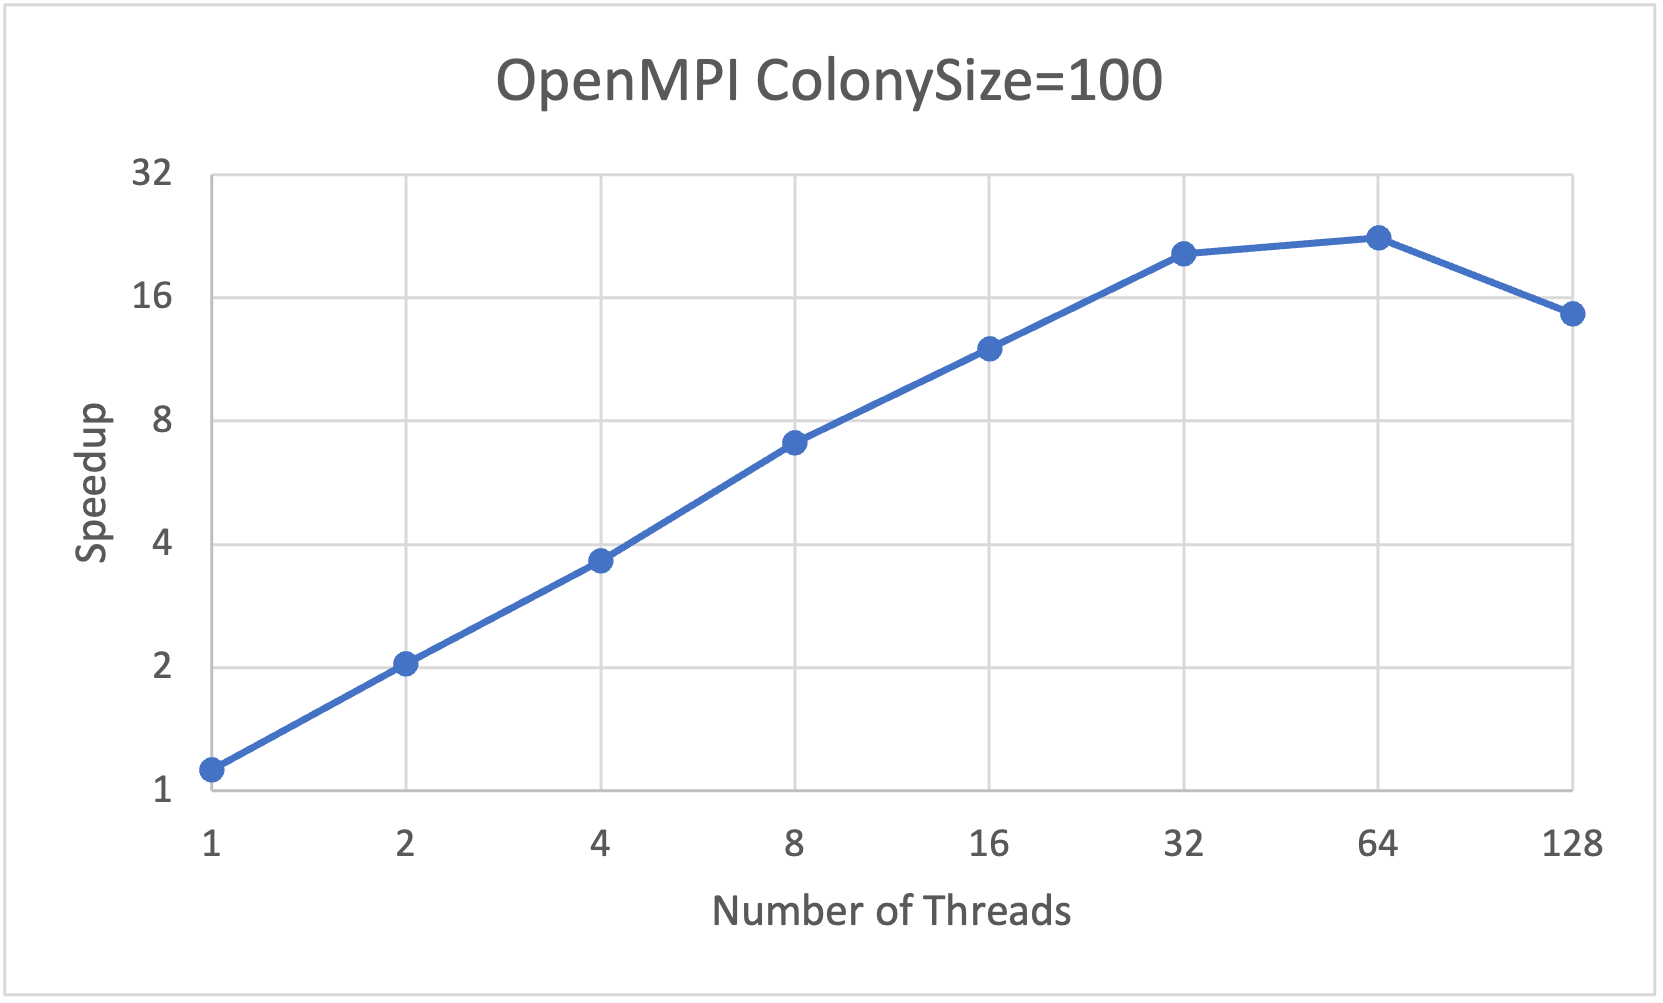 OpenMPI ColonySize=100
32
16
8
4
2
1
Speedup
1 2 4 8 16 32 64 128
Number of Threads